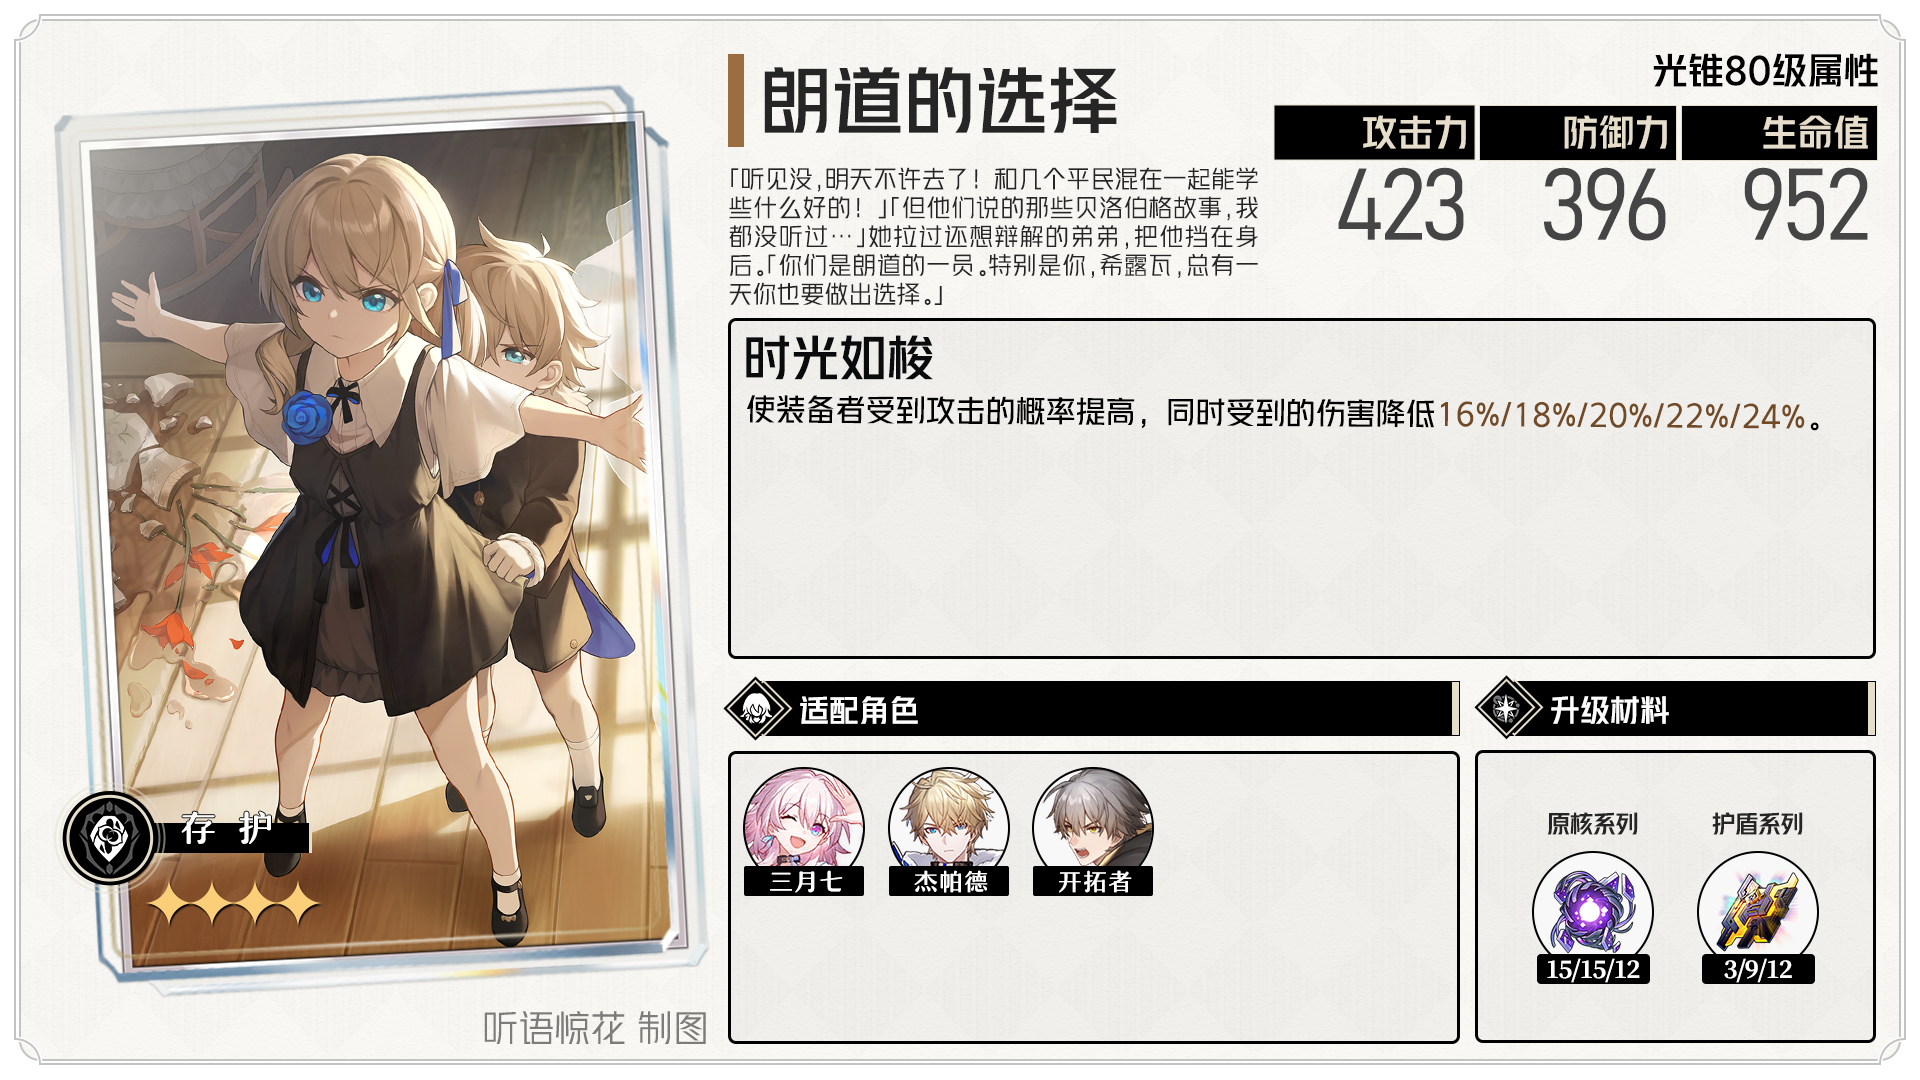 朗道的选择
光锥80级属性
攻击力 防御力 生命值
423 396 952
「听见没,明天不许去了！和几个平民混在一起能学
些什么好的！」「但他们说的那些贝洛伯格故事,我
都没听过…」她拉过还想辩解的弟弟,把他挡在身
后。「你们是朗道的一员。特别是你,希露瓦,总有一
天你也要做出选择。」
时光如梭
使装备者受到攻击的概率提高，同时受到的伤害降低16%/18%/20%/22%/24%。
存护
适配角色
三月七 杰帕德 开拓者
升级材料
原核系列 护盾系列
15/15/12 3/9/12
听语惊花 制图